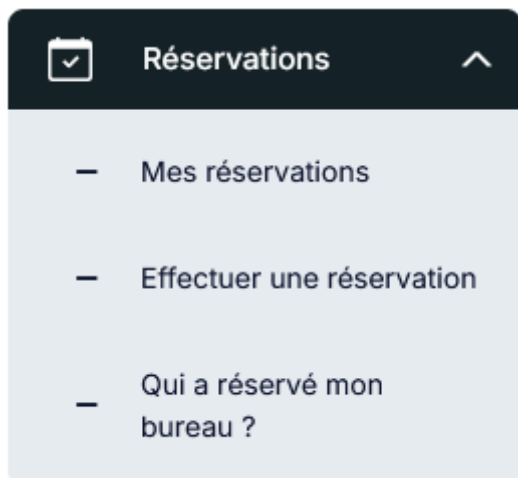 Réservations
Mes réservations
Effectuer une réservation
Qui a réservé mon
bureau ?